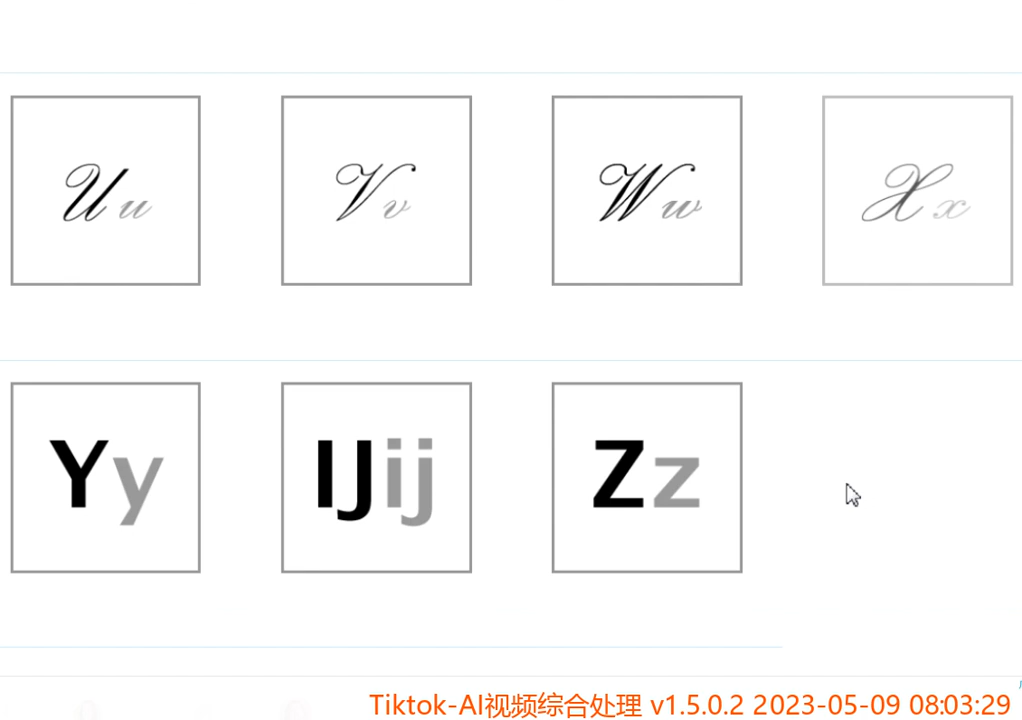 Uu Vv Ww Xx
Yy IJij Zz
Tiktok-AI视频综合处理 v1.5.0.2 2023-05-09 08:03:29